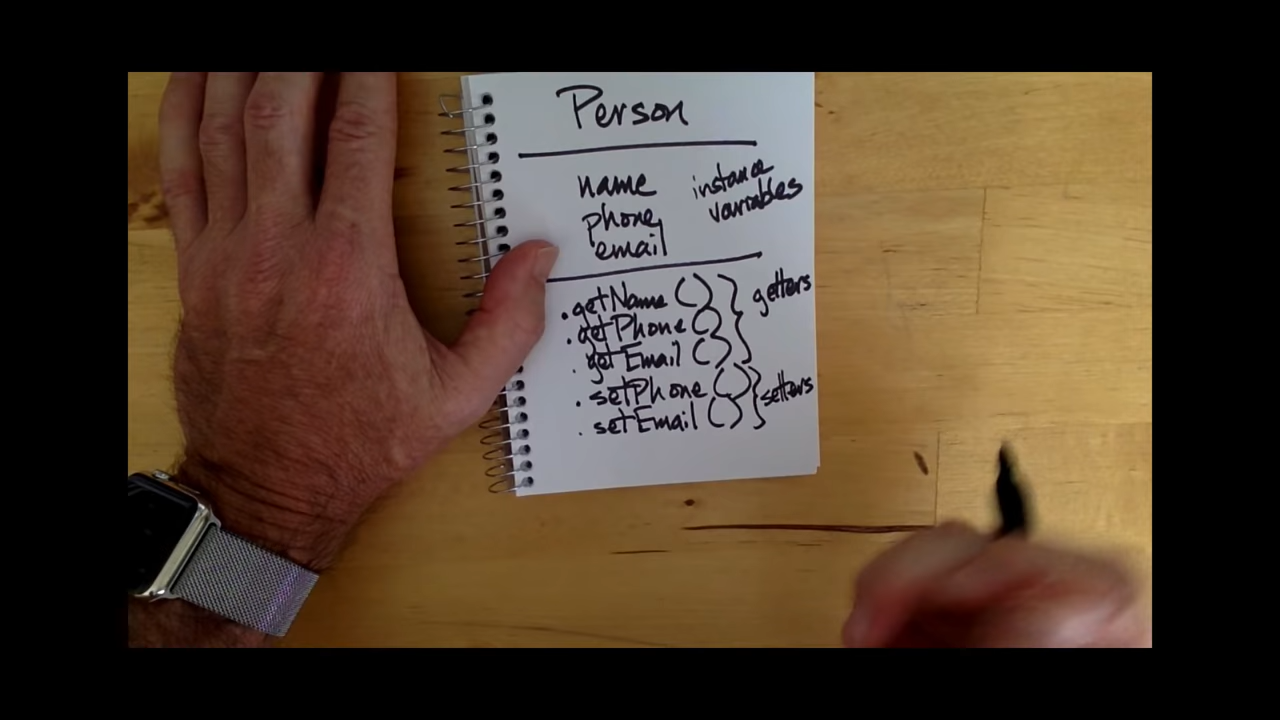 Person
name
phone
email
instance
variables
.getName ()
.getPhone ()
.getEmail ()
getters
.setPhone ()
.setEmail ()
setters